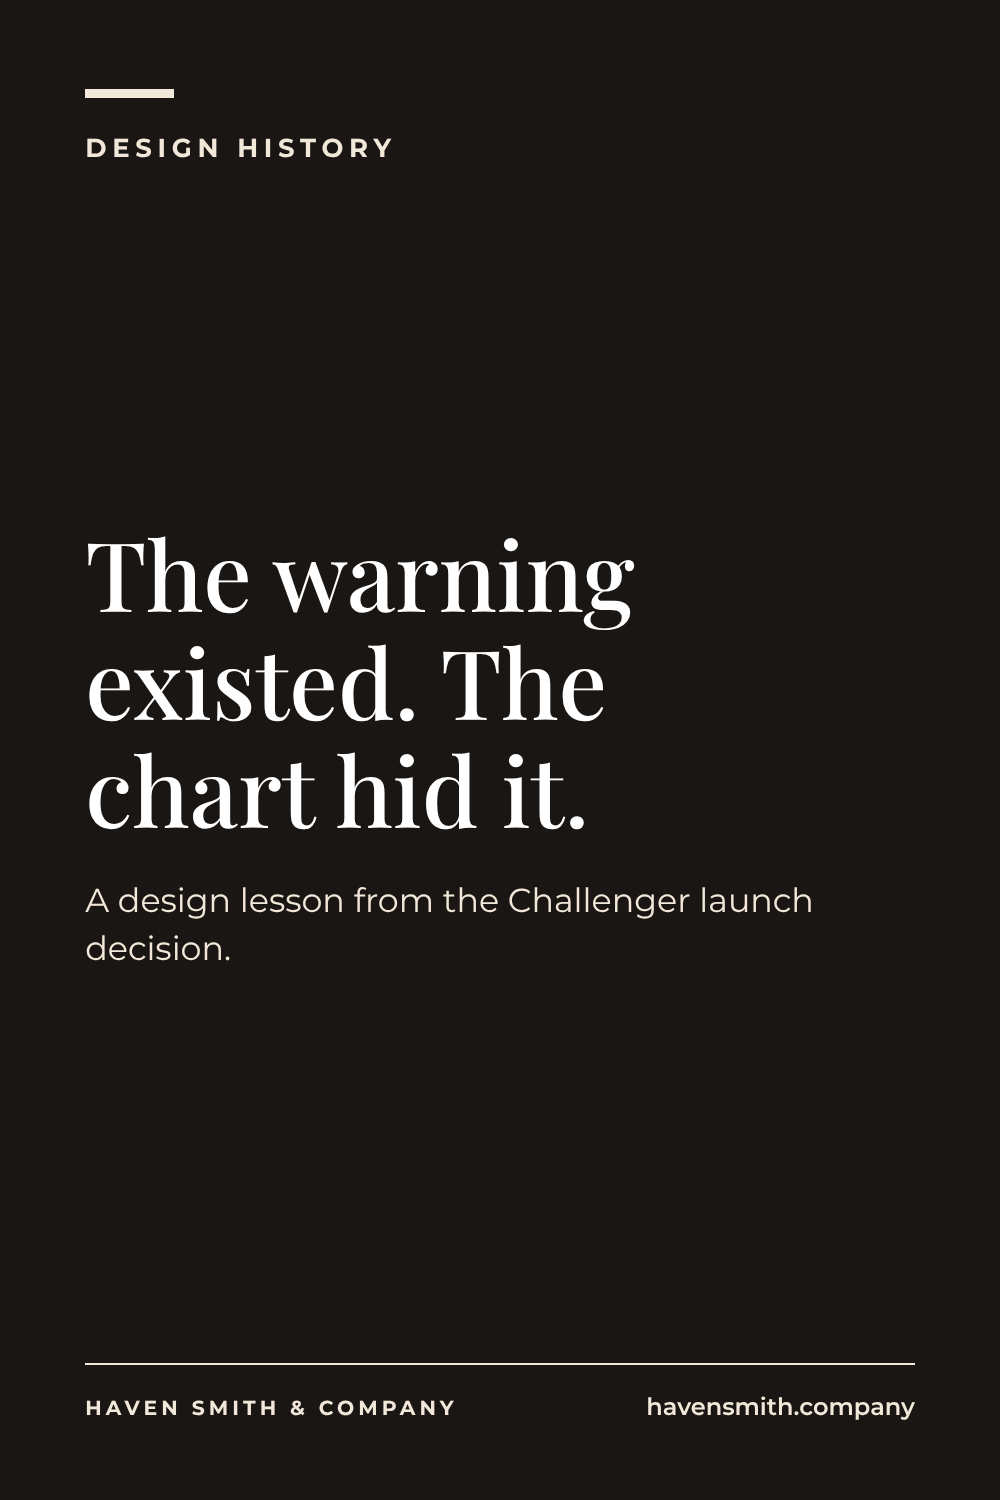 DESIGN HISTORY
The warning
existed. The
chart hid it.
A design lesson from the Challenger launch
decision.
HAVEN SMITH & COMPANY
havensmith.company